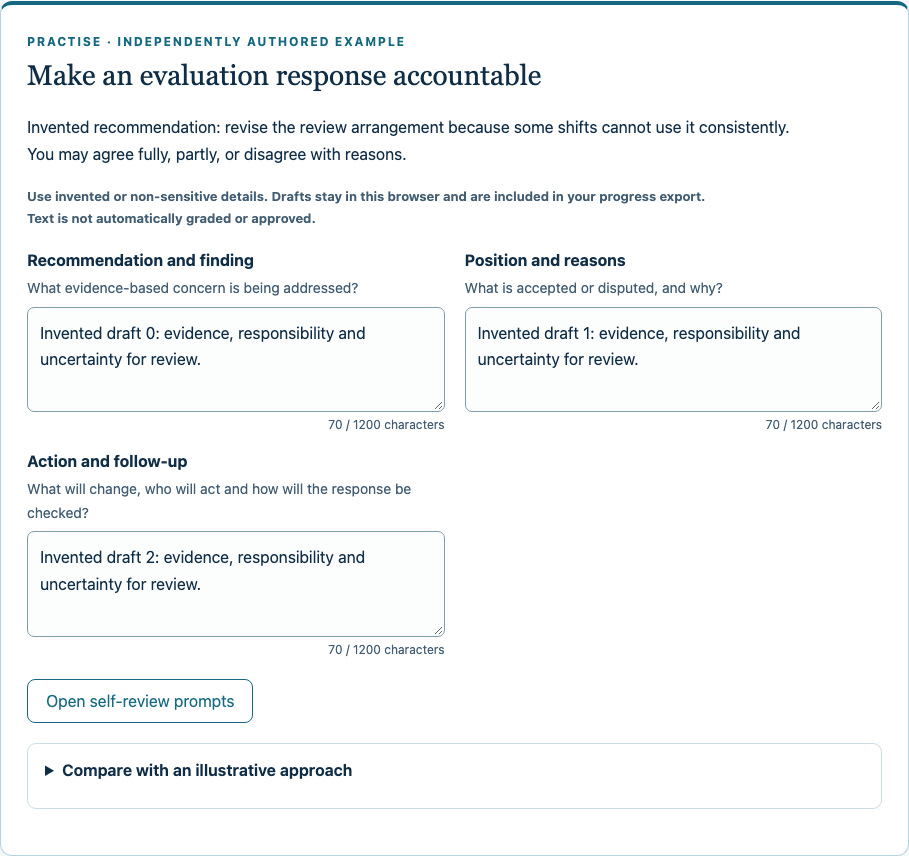 PRACTISE · INDEPENDENTLY AUTHORED EXAMPLE
Make an evaluation response accountable
Invented recommendation: revise the review arrangement because some shifts cannot use it consistently.
You may agree fully, partly, or disagree with reasons.
Use invented or non-sensitive details. Drafts stay in this browser and are included in your progress export.
Text is not automatically graded or approved.
Recommendation and finding
What evidence-based concern is being addressed?
Invented draft 0: evidence, responsibility and
uncertainty for review.
70 / 1200 characters
Position and reasons
What is accepted or disputed, and why?
Invented draft 1: evidence, responsibility and
uncertainty for review.
70 / 1200 characters
Action and follow-up
What will change, who will act and how will the response be
checked?
Invented draft 2: evidence, responsibility and
uncertainty for review.
70 / 1200 characters
Open self-review prompts
Compare with an illustrative approach